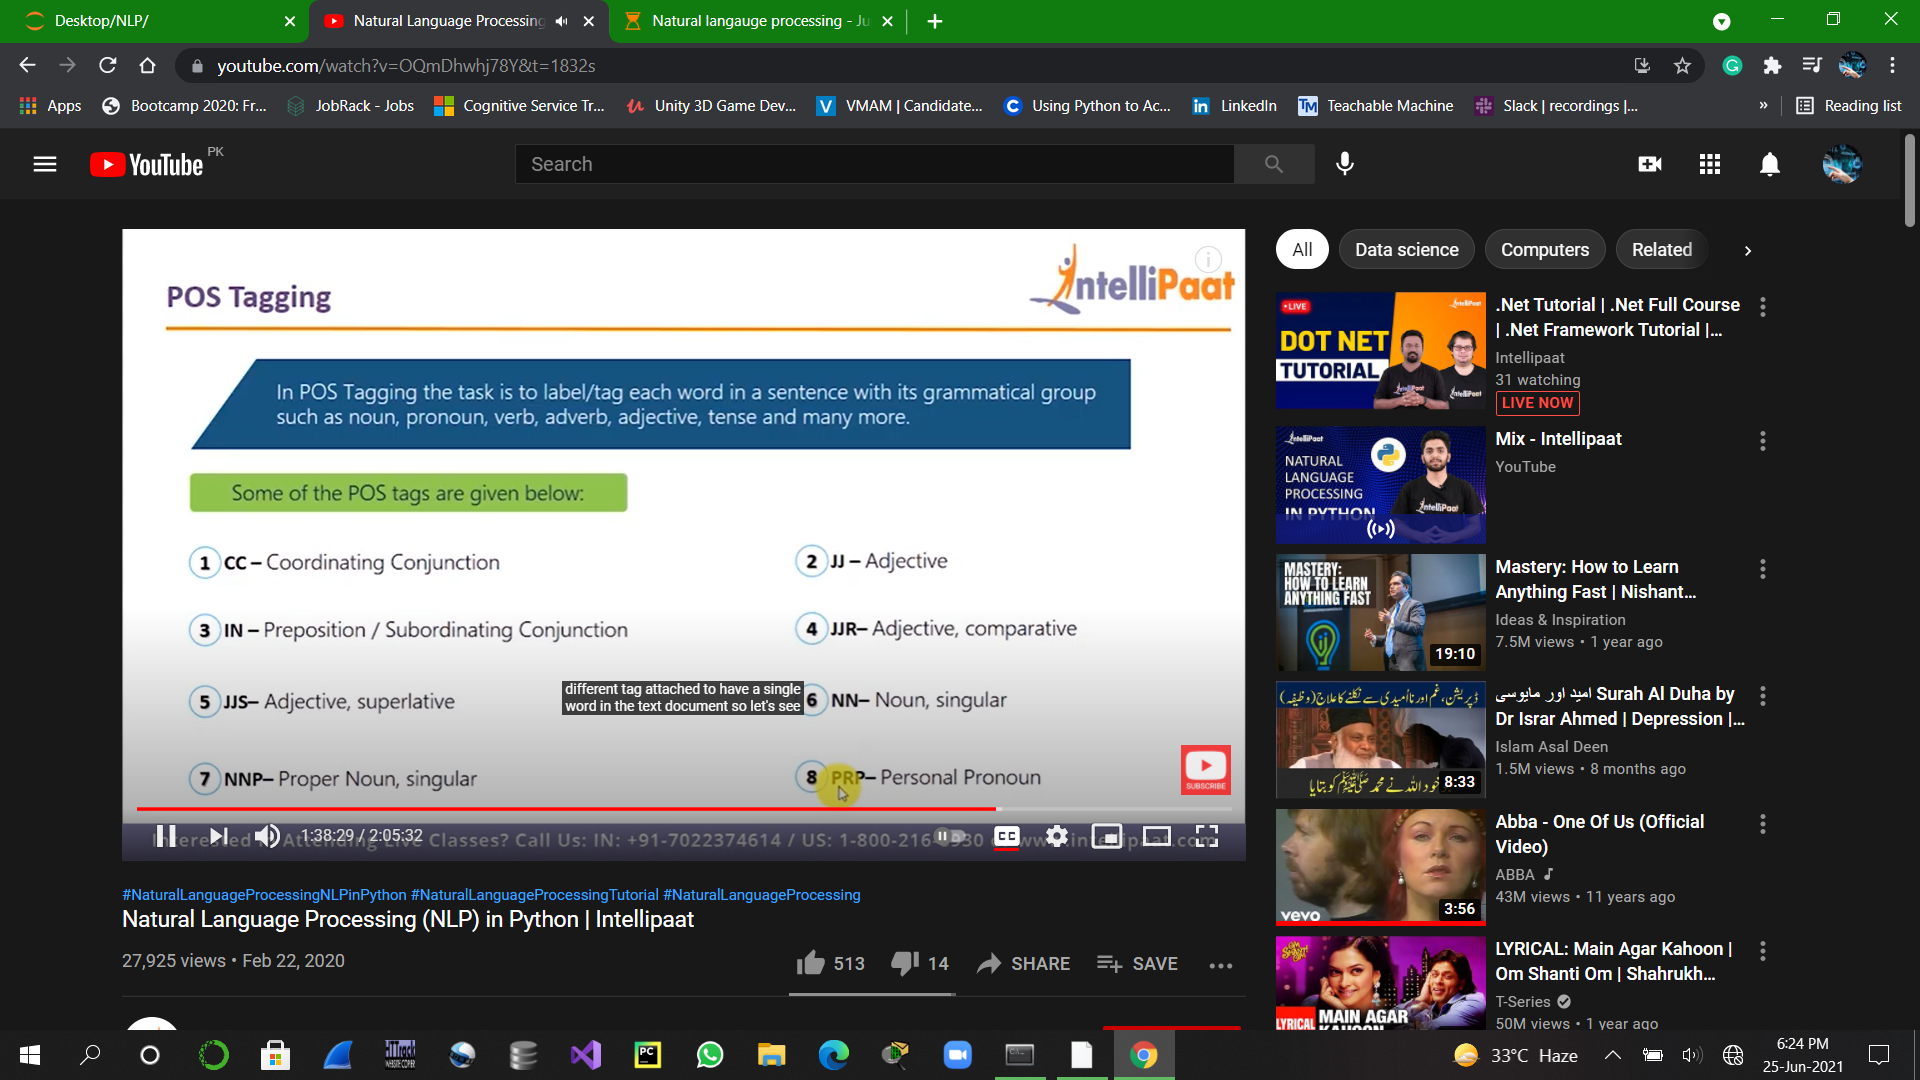 Desktop/NLP/
Natural Language Processing
Natural langauge processing - Ju
youtube.com/watch?v=OQmDhwhj78Y&t=1832s
Apps
Bootcamp 2020: Fr...
JobRack - Jobs
Cognitive Service Tr...
Unity 3D Game Dev...
VMAM | Candidate...
Using Python to Ac...
LinkedIn
Teachable Machine
Slack | recordings |...
»
Reading list
YouTube PK
Search
POS Tagging
IntelliPaat
In POS Tagging the task is to label/tag each word in a sentence with its grammatical group
such as noun, pronoun, verb, adverb, adjective, tense and many more.
Some of the POS tags are given below:
1 CC – Coordinating Conjunction
2 JJ – Adjective
3 IN – Preposition / Subordinating Conjunction
4 JJR– Adjective, comparative
5 JJS– Adjective, superlative
6 NN– Noun, singular
different tag attached to have a single
word in the text document so let's see
7 NNP– Proper Noun, singular
8 PRP– Personal Pronoun
SUBSCRIBE
1:38:29 / 2:05:32
Classes? Call Us: IN: +91-7022374614 / US: 1-800-216-8930
CC
#NaturalLanguageProcessingNLPinPython #NaturalLanguageProcessingTutorial #NaturalLanguageProcessing
Natural Language Processing (NLP) in Python | Intellipaat
27,925 views • Feb 22, 2020
513
14
SHARE
SAVE
All
Data science
Computers
Related
LIVE
IntelliPaat
DOT NET
TUTORIAL
.Net Tutorial | .Net Full Course
| .Net Framework Tutorial |...
Intellipaat
31 watching
LIVE NOW
IntelliPaat
NATURAL
LANGUAGE
PROCESSING
IN PYTHON
IntelliPaat
Mix - Intellipaat
YouTube
MASTERY:
HOW TO LEARN
ANYTHING FAST
19:10
Mastery: How to Learn
Anything Fast | Nishant...
Ideas & Inspiration
7.5M views • 1 year ago
ڈپریشن، غم اور ناامیدی سے نکلنے کا علاج (وظیفہ)
خود اللہ نے محمد ﷺ کو بتایا
8:33
امید اور مایوسی Surah Al Duha by
Dr Israr Ahmed | Depression |...
Islam Asal Deen
1.5M views • 8 months ago
vevo
3:56
Abba - One Of Us (Official
Video)
ABBA
43M views • 11 years ago
LYRICAL
MAIN AGAR
KAHOON
LYRICAL: Main Agar Kahoon |
Om Shanti Om | Shahrukh...
T-Series
50M views • 1 year ago
PC
33°C Haze
6:24 PM
25-Jun-2021